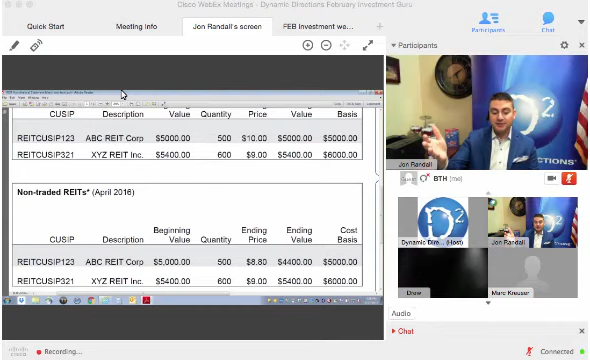 Cisco WebEx Meetings - Dynamic Directions February Investment Guru
Quick Start
Meeting Info
Jon Randall's screen
FEB Investment we...
Participants
Chat
CUSIP Description Value Quantity Price Value Basis
REITCUSIP123 ABC REIT Corp $5000.00 500 $10.00 $5000.00 $5000.00
REITCUSIP321 XYZ REIT Inc. $5400.00 600 $9.00 $5400.00 $6000.00
Non-traded REITs* (April 2016)
Beginning Ending Ending Cost
CUSIP Description Value Quantity Price Value Basis
REITCUSIP123 ABC REIT Corp $5,000.00 500 $8.80 $4400.00 $5000.00
REITCUSIP321 XYZ REIT Inc. $5400.00 600 $9.00 $5400.00 $6000.00
Participants
D2
DIRECTIONS®
Jon Randall
BTH (me)
Dynamic Dire... (Host)
Jon Randall
Drew
Marc Kreuser
Audio
Chat
cisco
Recording...
Connected